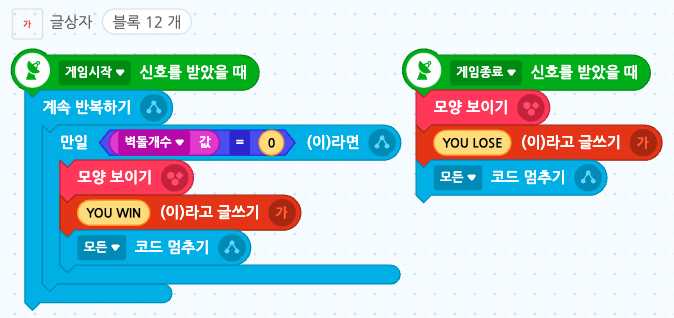 가 글상자 블록 12 개
게임시작 ▼ 신호를 받았을 때
계속 반복하기
만일 벽돌개수 ▼ 값 = 0 (이)라면
모양 보이기
YOU WIN (이)라고 글쓰기 가
모든 ▼ 코드 멈추기
게임종료 ▼ 신호를 받았을 때
모양 보이기
YOU LOSE (이)라고 글쓰기 가
모든 ▼ 코드 멈추기